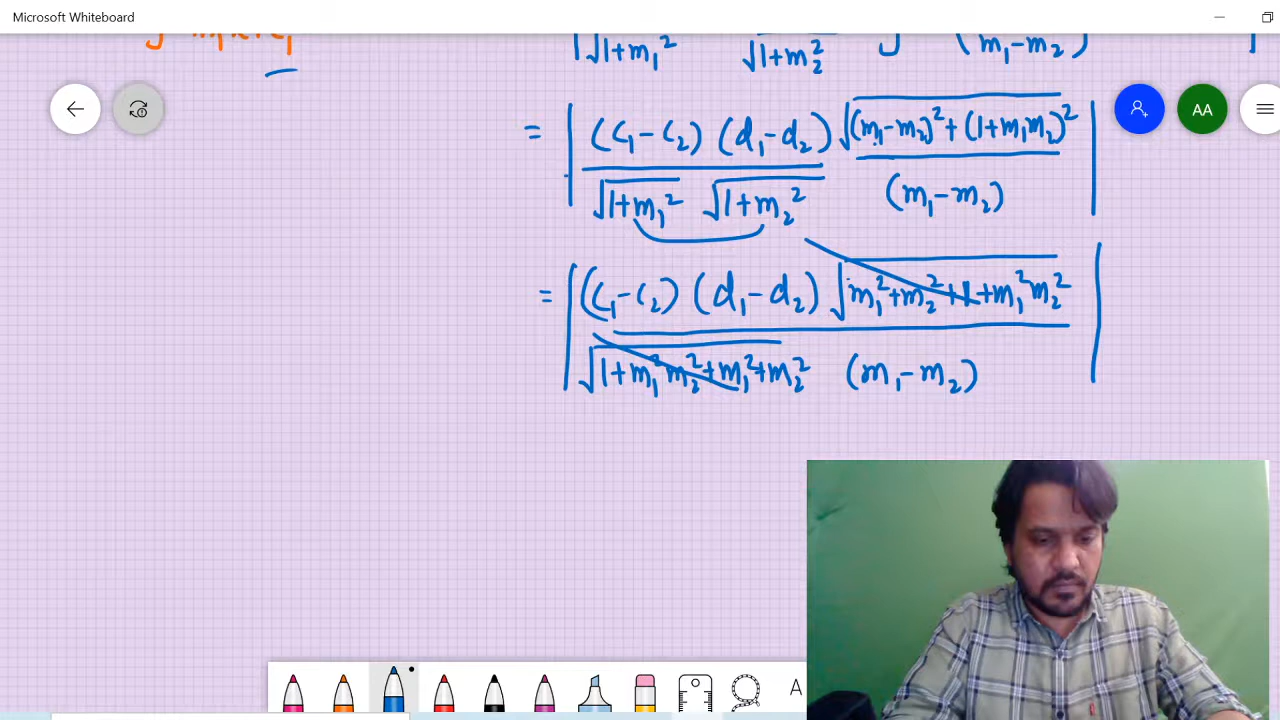 Microsoft Whiteboard
|√1+m₁² √1+m₂² (m₁-m₂) |
= | (c₁-c₂) (d₁-d₂) √(m₁-m₂)²+(1+m₁m₂)² |
√1+m₁² √1+m₂² (m₁-m₂)
AA
= | (c₁-c₂) (d₁-d₂) √m₁²+m₂²+1+m₁²m₂² |
√1+m₁²m₂²+m₁²+m₂² (m₁-m₂)
A